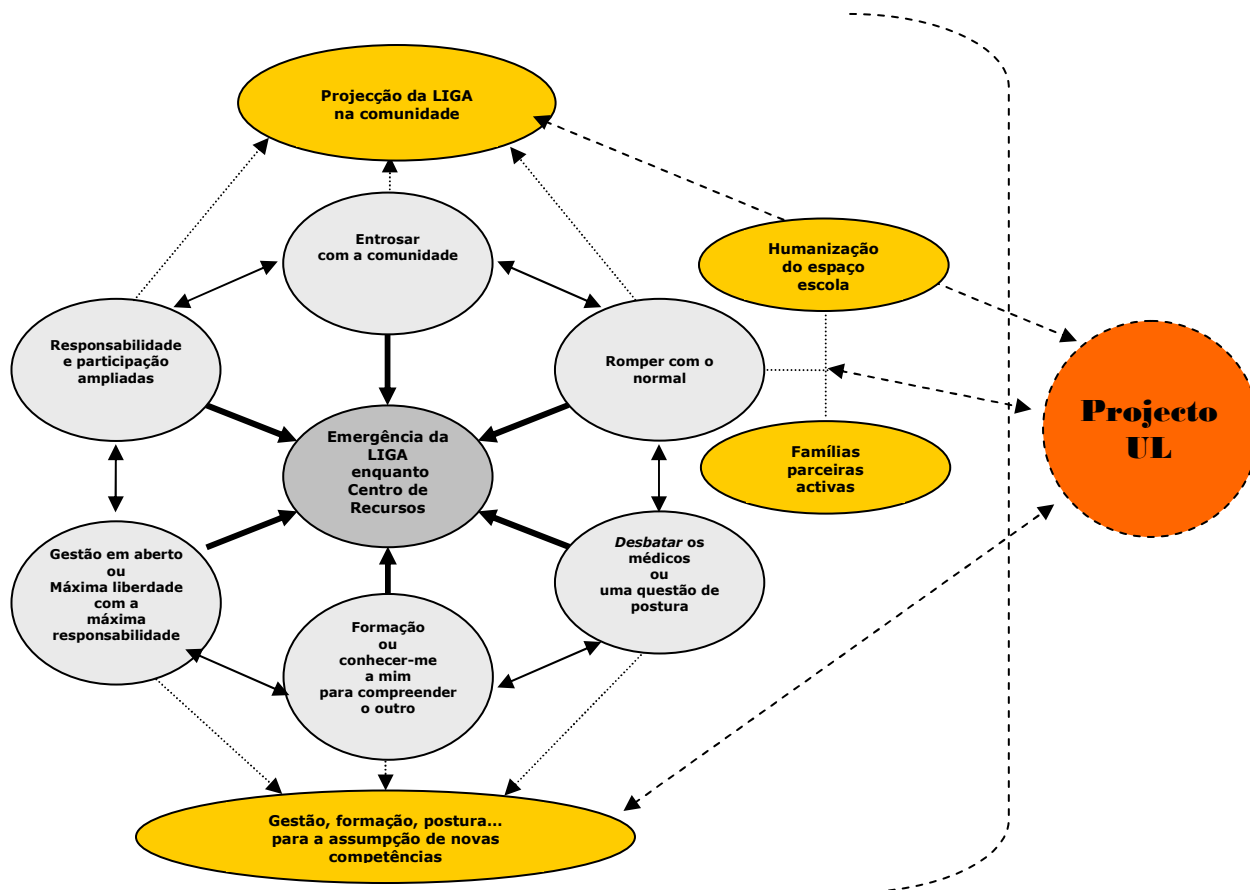 Projecção da LIGA
na comunidade
Entrosar
com a comunidade
Humanização
do espaço
escola
Responsabilidade
e participação
ampliadas
Romper com o
normal
Projecto
UL
Emergência da
LIGA
enquanto
Centro de
Recursos
Famílias
parceiras
activas
Gestão em aberto
ou
Máxima liberdade
com a
máxima
responsabilidade
Desbatar os
médicos
ou
uma questão de
postura
Formação
ou
conhecer-me
a mim
para compreender
o outro
Gestão, formação, postura...
para a assumpção de novas
competências